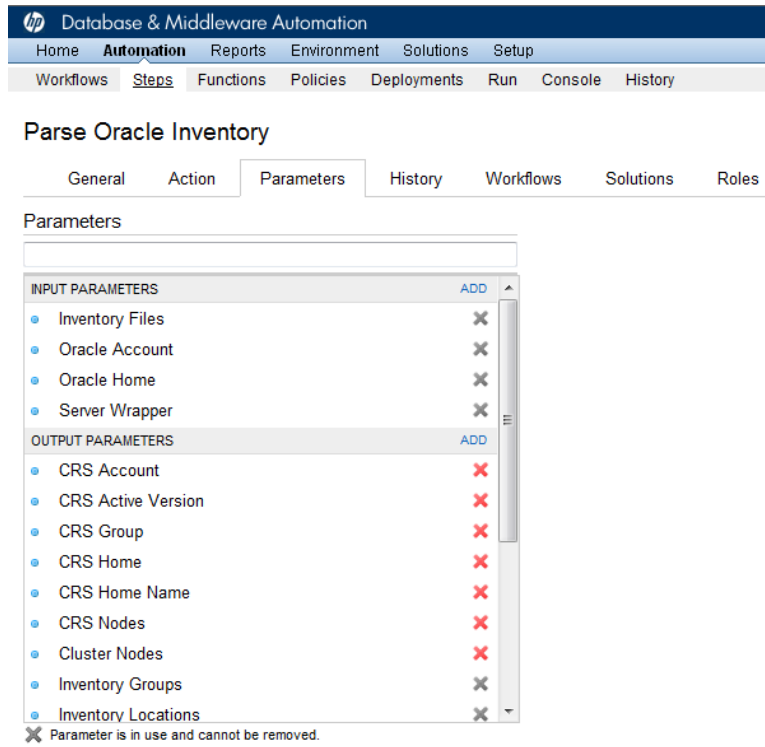 hp Database & Middleware Automation
Home Automation Reports Environment Solutions Setup
Workflows Steps Functions Policies Deployments Run Console History
Parse Oracle Inventory
General Action Parameters History Workflows Solutions Roles
Parameters
INPUT PARAMETERS ADD
Inventory Files
Oracle Account
Oracle Home
Server Wrapper
OUTPUT PARAMETERS ADD
CRS Account
CRS Active Version
CRS Group
CRS Home
CRS Home Name
CRS Nodes
Cluster Nodes
Inventory Groups
Inventory Locations
Parameter is in use and cannot be removed.